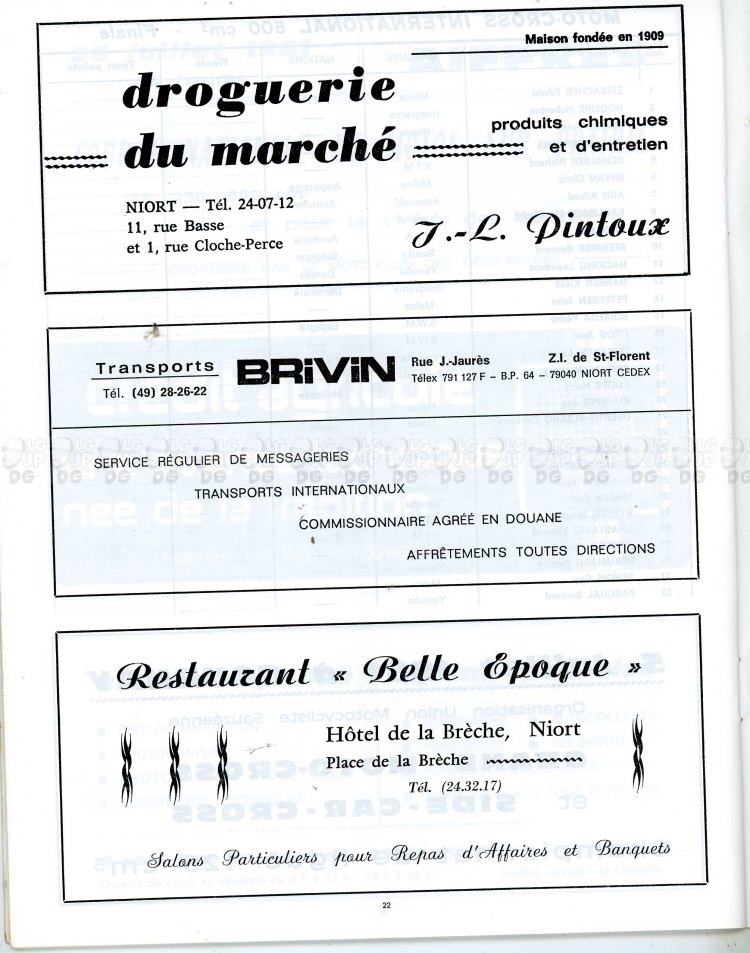 Maison fondée en 1909
droguerie
du marché
produits chimiques
et d'entretien
NIORT — Tél. 24-07-12
11, rue Basse
et 1, rue Cloche-Perce
J.-L. Pintoux
Transports
Tél. (49) 28-26-22
BRiViN
Rue J.-Jaurès Z.I. de St-Florent
Télex 791 127 F – B.P. 64 – 79040 NIORT CEDEX
SERVICE RÉGULIER DE MESSAGERIES
TRANSPORTS INTERNATIONAUX
COMMISSIONNAIRE AGRÉÉ EN DOUANE
AFFRÊTEMENTS TOUTES DIRECTIONS
Restaurant « Belle Epoque »
Hôtel de la Brèche, Niort
Place de la Brèche
Tél. (24.32.17)
Salons Particuliers pour Repas d'Affaires et Banquets
22